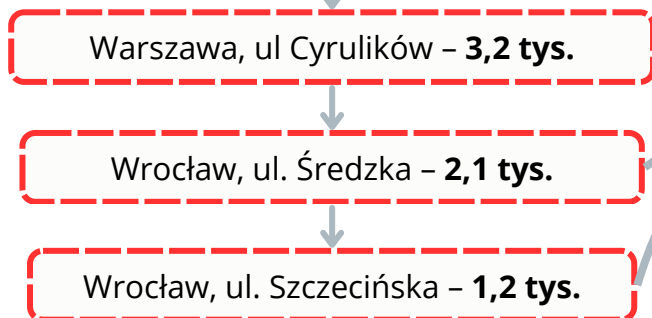 Warszawa, ul Cyrulików – 3,2 tys.
Wrocław, ul. Średzka – 2,1 tys.
Wrocław, ul. Szczecińska – 1,2 tys.